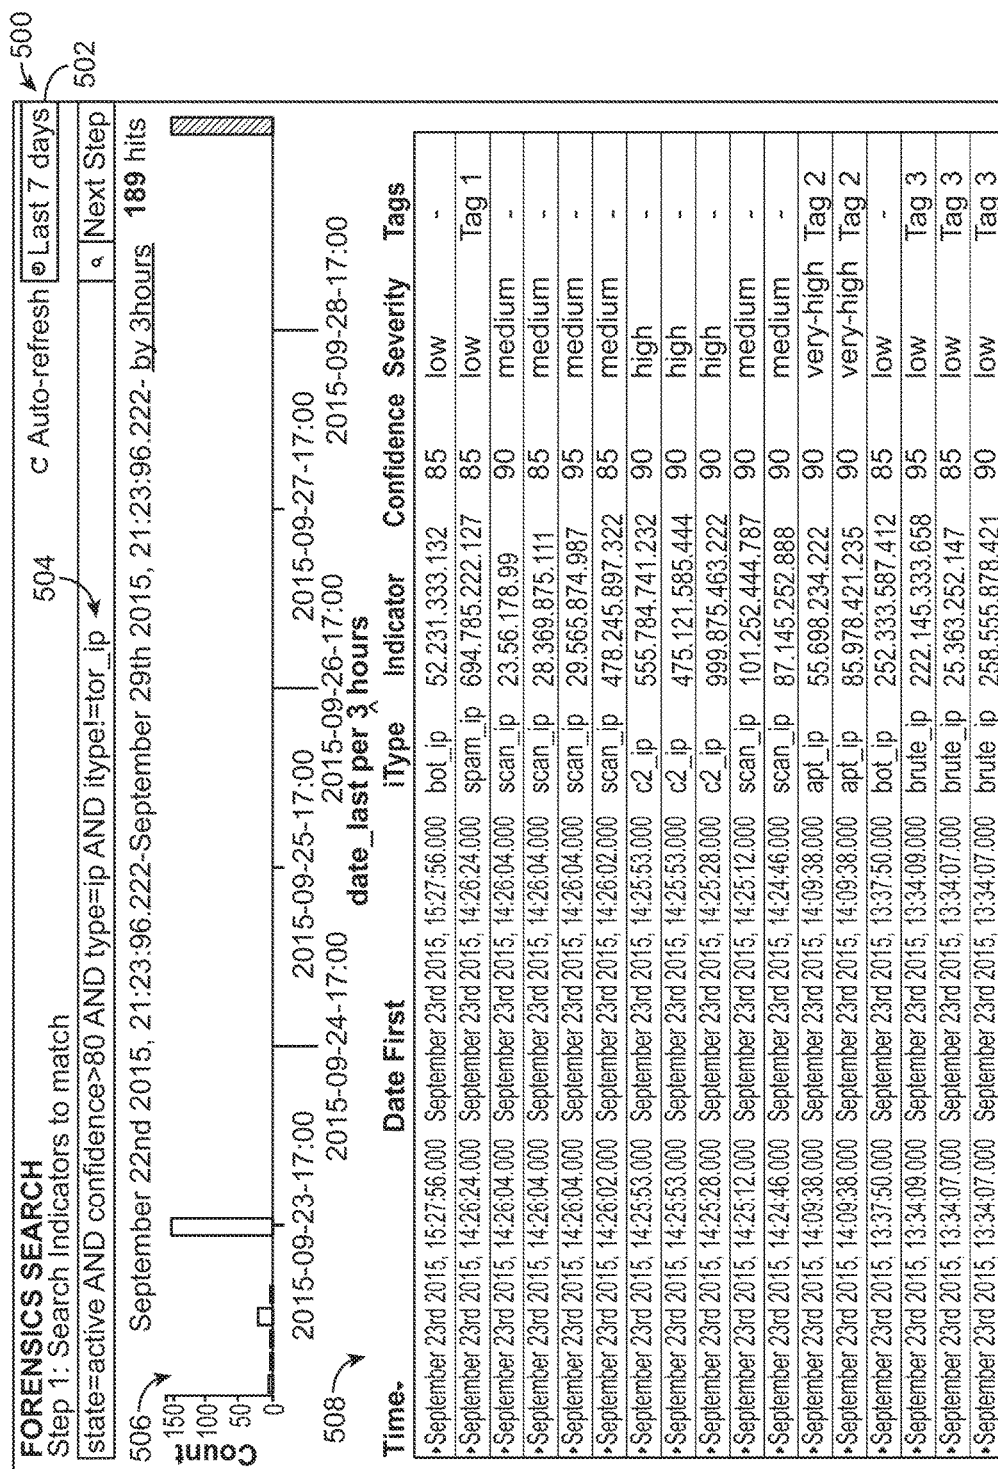 500
FORENSICS SEARCH
504
C Auto-refresh
Last 7 days
502
Step 1: Search Indicators to match
state=active AND confidence>80 AND type=ip AND itype!=tor_ip
Next Step
506
September 22nd 2015, 21:23:96.222-September 29th 2015, 21:23:96.222- by 3hours
189 hits
Count
150
100
50
0
2015-09-23-17:00
2015-09-24-17:00
2015-09-25-17:00
2015-09-26-17:00
2015-09-27-17:00
2015-09-28-17:00
date_last per 3 hours
508
Time Date First iType Indicator Confidence Severity Tags
September 23rd 2015, 15:27:56.000 September 23rd 2015, 15:27:56.000 bot_ip 52.231.333.132 85 low -
September 23rd 2015, 14:26:24.000 September 23rd 2015, 14:26:24.000 spam_ip 694.785.222.127 85 low Tag 1
September 23rd 2015, 14:26:04.000 September 23rd 2015, 14:26:04.000 scan_ip 23.56.178.99 90 medium -
September 23rd 2015, 14:26:04.000 September 23rd 2015, 14:26:04.000 scan_ip 28.369.875.111 85 medium -
September 23rd 2015, 14:26:04.000 September 23rd 2015, 14:26:04.000 scan_ip 29.565.874.987 95 medium -
September 23rd 2015, 14:26:02.000 September 23rd 2015, 14:26:02.000 scan_ip 478.245.897.322 85 medium -
September 23rd 2015, 14:25:53.000 September 23rd 2015, 14:25:53.000 c2_ip 555.784.741.232 90 high -
September 23rd 2015, 14:25:53.000 September 23rd 2015, 14:25:53.000 c2_ip 475.121.585.444 90 high -
September 23rd 2015, 14:25:28.000 September 23rd 2015, 14:25:28.000 c2_ip 999.875.463.222 90 high -
September 23rd 2015, 14:25:12.000 September 23rd 2015, 14:25:12.000 scan_ip 101.252.444.787 90 medium -
September 23rd 2015, 14:24:46.000 September 23rd 2015, 14:24:46.000 scan_ip 87.145.252.888 90 medium -
September 23rd 2015, 14:09:38.000 September 23rd 2015, 14:09:38.000 apt_ip 55.698.234.222 90 very-high Tag 2
September 23rd 2015, 14:09:38.000 September 23rd 2015, 14:09:38.000 apt_ip 85.978.421.235 90 very-high Tag 2
September 23rd 2015, 13:37:50.000 September 23rd 2015, 13:37:50.000 bot_ip 252.333.587.412 85 low -
September 23rd 2015, 13:34:09.000 September 23rd 2015, 13:34:09.000 brute_ip 222.145.333.658 95 low Tag 3
September 23rd 2015, 13:34:07.000 September 23rd 2015, 13:34:07.000 brute_ip 25.363.252.147 85 low Tag 3
September 23rd 2015, 13:34:07.000 September 23rd 2015, 13:34:07.000 brute_ip 258.555.878.421 90 low Tag 3